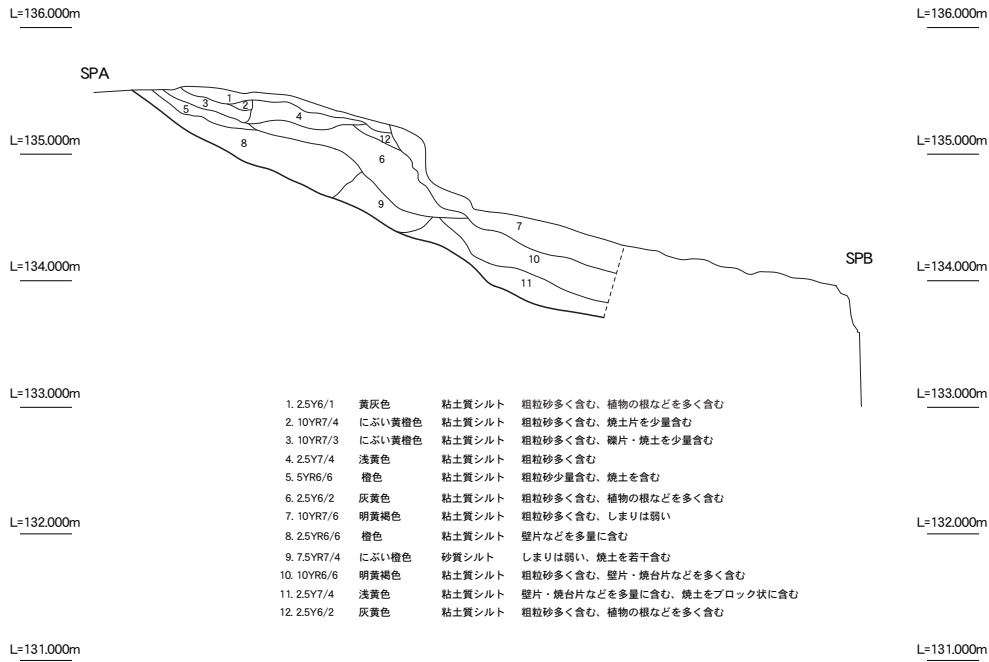 L=136.000m L=136.000m
SPA
1
3 2
5 4
L=135.000m 12 L=135.000m
8
6
9
7
SPB
10
L=134.000m L=134.000m
11
L=133.000m L=133.000m
1. 2.5Y6/1 黄灰色 粘土質シルト 粗粒砂多く含む、植物の根などを多く含む
2. 10YR7/4 にぶい黄橙色 粘土質シルト 粗粒砂多く含む、焼土片を少量含む
3. 10YR7/3 にぶい黄橙色 粘土質シルト 粗粒砂多く含む、礫片・焼土を少量含む
4. 2.5Y7/4 浅黄色 粘土質シルト 粗粒砂多く含む
5. 5YR6/6 橙色 粘土質シルト 粗粒砂少量含む、焼土を含む
6. 2.5Y6/2 灰黄色 粘土質シルト 粗粒砂多く含む、植物の根などを多く含む
7. 10YR7/6 明黄褐色 粘土質シルト 粗粒砂多く含む、しまりは弱い
8. 2.5YR6/6 橙色 粘土質シルト 壁片などを多量に含む
9. 7.5YR7/4 にぶい橙色 砂質シルト しまりは弱い、焼土を若干含む
10. 10YR6/6 明黄褐色 粘土質シルト 粗粒砂多く含む、壁片・焼台片などを多く含む
11. 2.5Y7/4 浅黄色 粘土質シルト 壁片・焼台片などを多量に含む、焼土をブロック状に含む
12. 2.5Y6/2 灰黄色 粘土質シルト 粗粒砂多く含む、植物の根などを多く含む
L=132.000m L=132.000m
L=131.000m L=131.000m